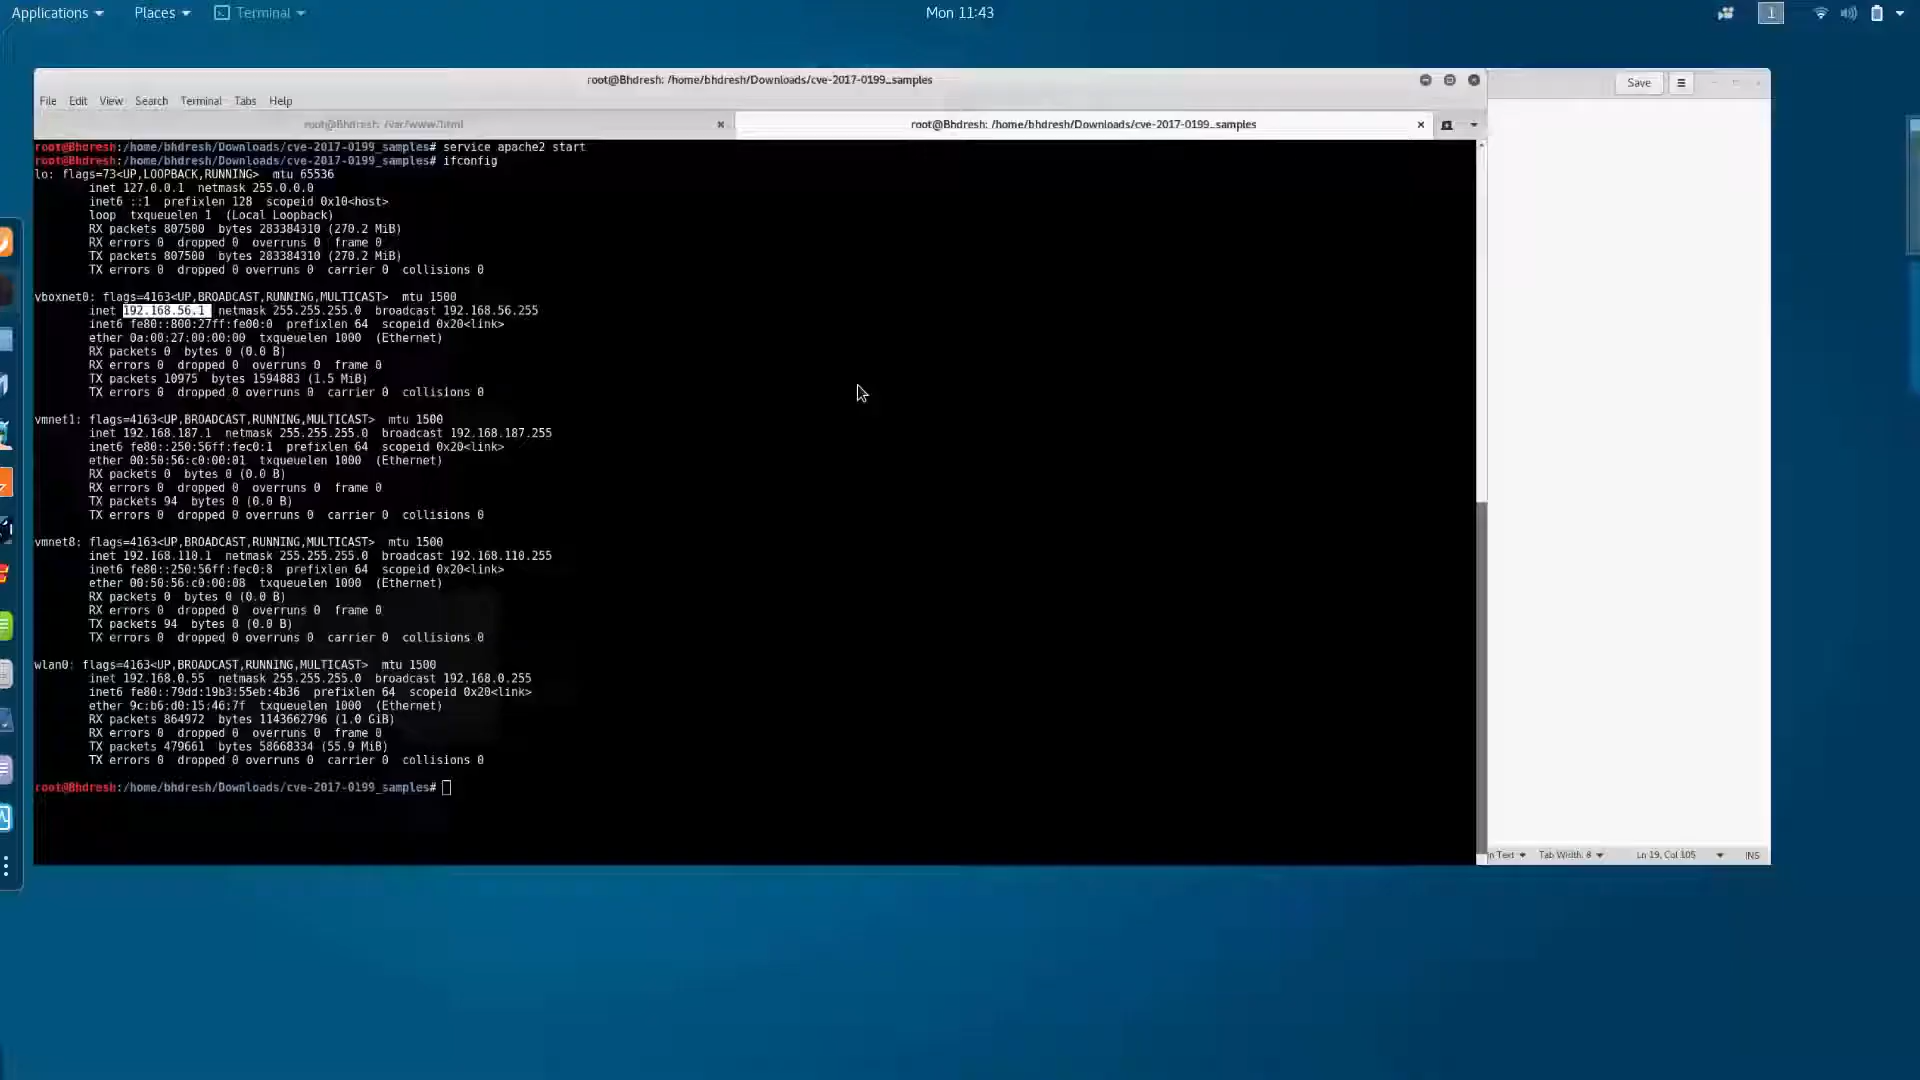 Applications Places Terminal Mon 11:43 1
root@Bhdresh: /home/bhdresh/Downloads/cve-2017-0199_samples
Save
File Edit View Search Terminal Tabs Help
root@Bhdresh: /var/www/html
root@Bhdresh: /home/bhdresh/Downloads/cve-2017-0199_samples
root@Bhdresh:/home/bhdresh/Downloads/cve-2017-0199_samples# service apache2 start
root@Bhdresh:/home/bhdresh/Downloads/cve-2017-0199_samples# ifconfig
lo: flags=73<UP,LOOPBACK,RUNNING>  mtu 65536
        inet 127.0.0.1  netmask 255.0.0.0
        inet6 ::1  prefixlen 128  scopeid 0x10<host>
        loop  txqueuelen 1  (Local Loopback)
        RX packets 807500  bytes 283384310 (270.2 MiB)
        RX errors 0  dropped 0  overruns 0  frame 0
        TX packets 807500  bytes 283384310 (270.2 MiB)
        TX errors 0  dropped 0 overruns 0  carrier 0  collisions 0
vboxnet0: flags=4163<UP,BROADCAST,RUNNING,MULTICAST>  mtu 1500
        inet 192.168.56.1  netmask 255.255.255.0  broadcast 192.168.56.255
        inet6 fe80::800:27ff:fe00:0  prefixlen 64  scopeid 0x20<link>
        ether 0a:00:27:00:00:00  txqueuelen 1000  (Ethernet)
        RX packets 0  bytes 0 (0.0 B)
        RX errors 0  dropped 0  overruns 0  frame 0
        TX packets 10975  bytes 1594883 (1.5 MiB)
        TX errors 0  dropped 0 overruns 0  carrier 0  collisions 0
vmnet1: flags=4163<UP,BROADCAST,RUNNING,MULTICAST>  mtu 1500
        inet 192.168.187.1  netmask 255.255.255.0  broadcast 192.168.187.255
        inet6 fe80::250:56ff:fec0:1  prefixlen 64  scopeid 0x20<link>
        ether 00:50:56:c0:00:01  txqueuelen 1000  (Ethernet)
        RX packets 0  bytes 0 (0.0 B)
        RX errors 0  dropped 0  overruns 0  frame 0
        TX packets 94  bytes 0 (0.0 B)
        TX errors 0  dropped 0 overruns 0  carrier 0  collisions 0
vmnet8: flags=4163<UP,BROADCAST,RUNNING,MULTICAST>  mtu 1500
        inet 192.168.110.1  netmask 255.255.255.0  broadcast 192.168.110.255
        inet6 fe80::250:56ff:fec0:8  prefixlen 64  scopeid 0x20<link>
        ether 00:50:56:c0:00:08  txqueuelen 1000  (Ethernet)
        RX packets 0  bytes 0 (0.0 B)
        RX errors 0  dropped 0  overruns 0  frame 0
        TX packets 94  bytes 0 (0.0 B)
        TX errors 0  dropped 0 overruns 0  carrier 0  collisions 0
wlan0: flags=4163<UP,BROADCAST,RUNNING,MULTICAST>  mtu 1500
        inet 192.168.0.55  netmask 255.255.255.0  broadcast 192.168.0.255
        inet6 fe80::79dd:19b3:55eb:4b36  prefixlen 64  scopeid 0x20<link>
        ether 9c:b6:d0:15:46:7f  txqueuelen 1000  (Ethernet)
        RX packets 864972  bytes 1143662796 (1.0 GiB)
        RX errors 0  dropped 0  overruns 0  frame 0
        TX packets 479661  bytes 58668334 (55.9 MiB)
        TX errors 0  dropped 0 overruns 0  carrier 0  collisions 0
root@Bhdresh:/home/bhdresh/Downloads/cve-2017-0199_samples#
n Text Tab Width: 8 Ln 19, Col 105 INS